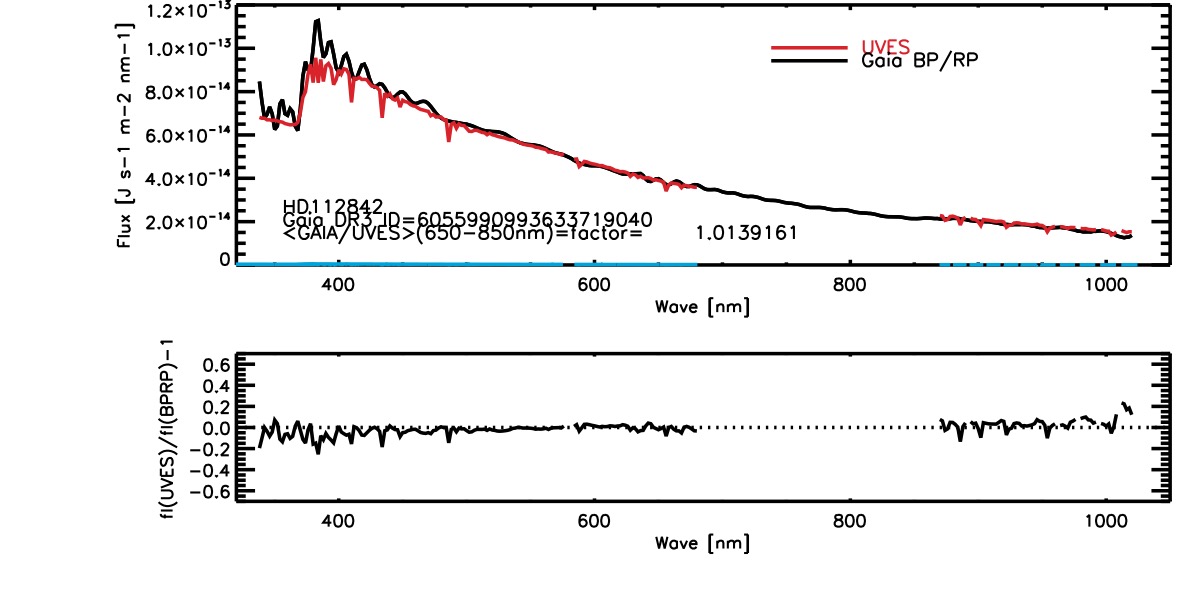 1.2×10−13
1.0×10−13
8.0×10−14
6.0×10−14
4.0×10−14
2.0×10−14
0
Flux [J s−1 m−2 nm−1]
UVES
Gaia BP/RP
HD112842
Gaia DR3 ID=6055990993633719040
<GAIA/UVES>(650−850nm)=factor= 1.0139161
400 600 800 1000
Wave [nm]
0.6
0.4
0.2
0.0
−0.2
−0.4
−0.6
fl(UVES)/fl(BPRP)−1
400 600 800 1000
Wave [nm]